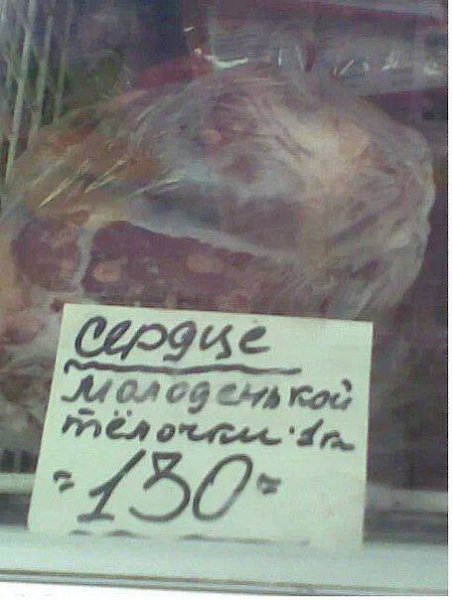 сердце
молоденькой
тёлочки 1кг
=130=